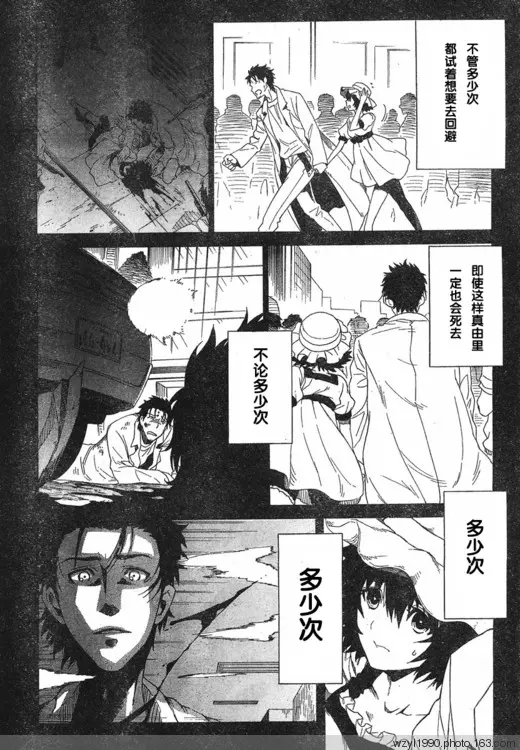 不管多少次
都试着想要去回避
即使这样真由里
一定也会死去
不论多少次
多少次
多少次
wzyl1990.photo.163.com